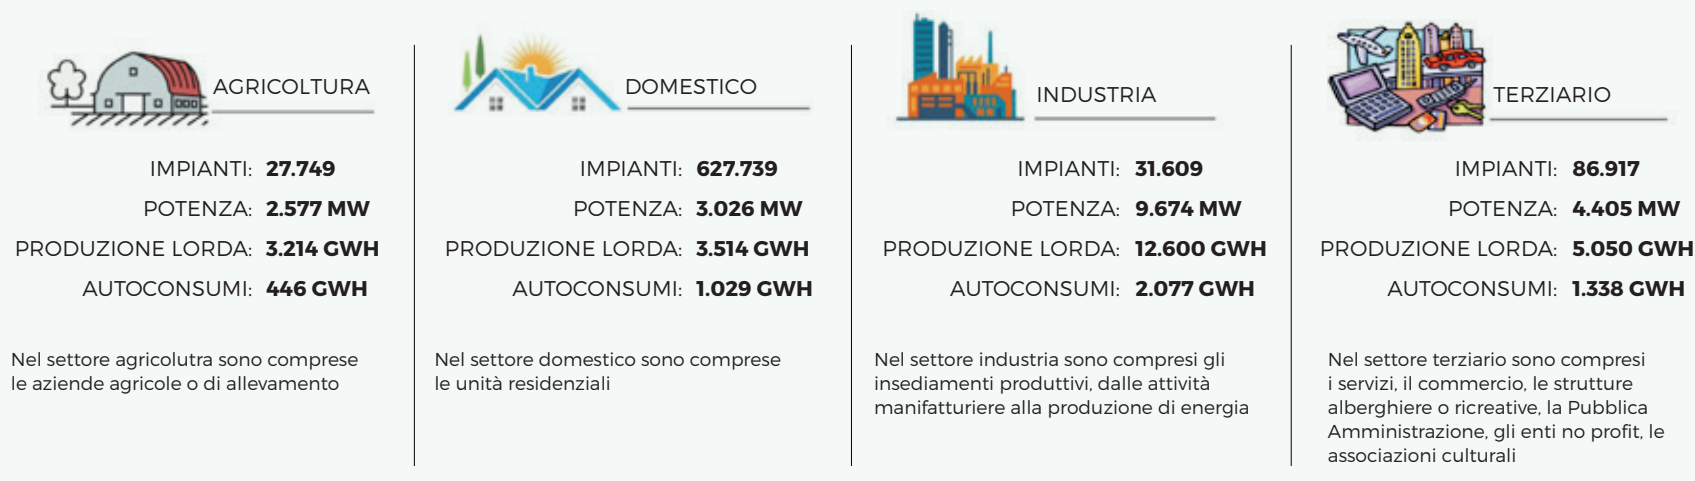 AGRICOLTURA
IMPIANTI: 27.749
POTENZA: 2.577 MW
PRODUZIONE LORDA: 3.214 GWH
AUTOCONSUMI: 446 GWH
Nel settore agricolutra sono comprese
le aziende agricole o di allevamento
DOMESTICO
IMPIANTI: 627.739
POTENZA: 3.026 MW
PRODUZIONE LORDA: 3.514 GWH
AUTOCONSUMI: 1.029 GWH
Nel settore domestico sono comprese
le unità residenziali
INDUSTRIA
IMPIANTI: 31.609
POTENZA: 9.674 MW
PRODUZIONE LORDA: 12.600 GWH
AUTOCONSUMI: 2.077 GWH
Nel settore industria sono compresi gli
insediamenti produttivi, dalle attività
manifatturiere alla produzione di energia
TERZIARIO
IMPIANTI: 86.917
POTENZA: 4.405 MW
PRODUZIONE LORDA: 5.050 GWH
AUTOCONSUMI: 1.338 GWH
Nel settore terziario sono compresi
i servizi, il commercio, le strutture
alberghiere o ricreative, la Pubblica
Amministrazione, gli enti no profit, le
associazioni culturali